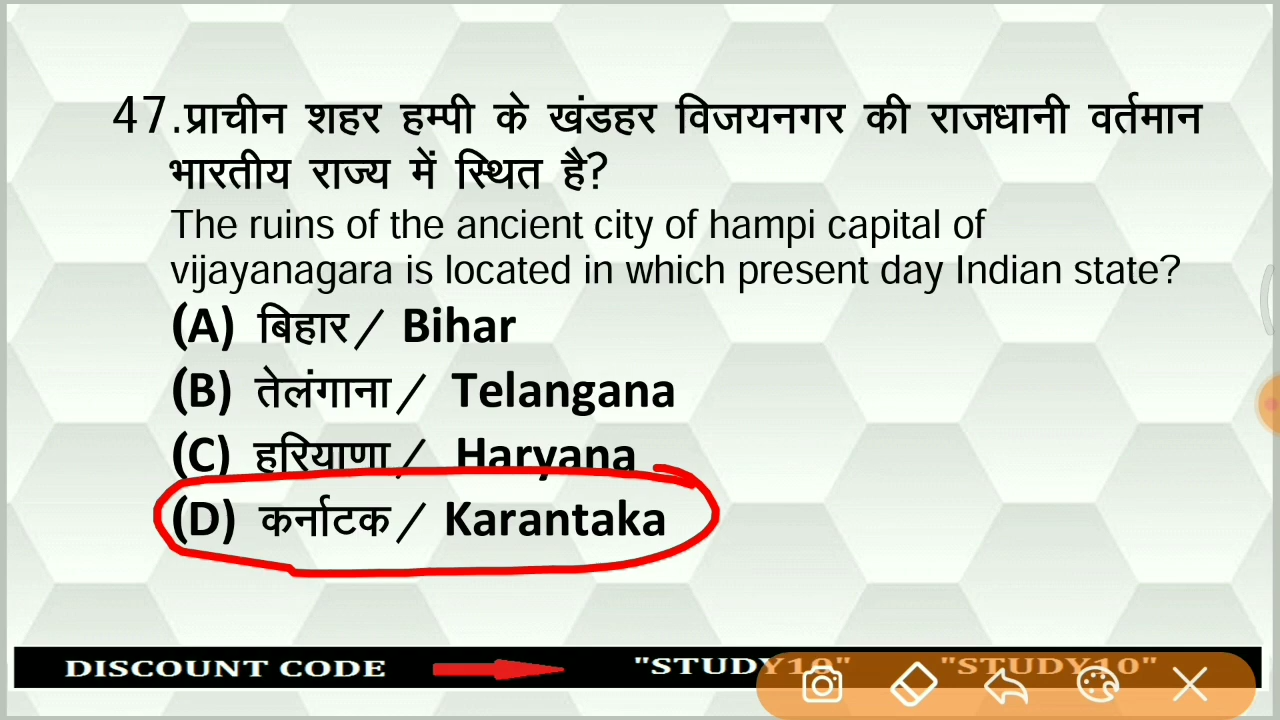 47.प्राचीन शहर हम्पी के खंडहर विजयनगर की राजधानी वर्तमान
भारतीय राज्य में स्थित है?
The ruins of the ancient city of hampi capital of
vijayanagara is located in which present day Indian state?
(A) बिहार/ Bihar
(B) तेलंगाना/ Telangana
(C) हरियाणा/ Haryana
(D) कर्नाटक/ Karantaka
DISCOUNT CODE "STUDY10" "STUDY10"